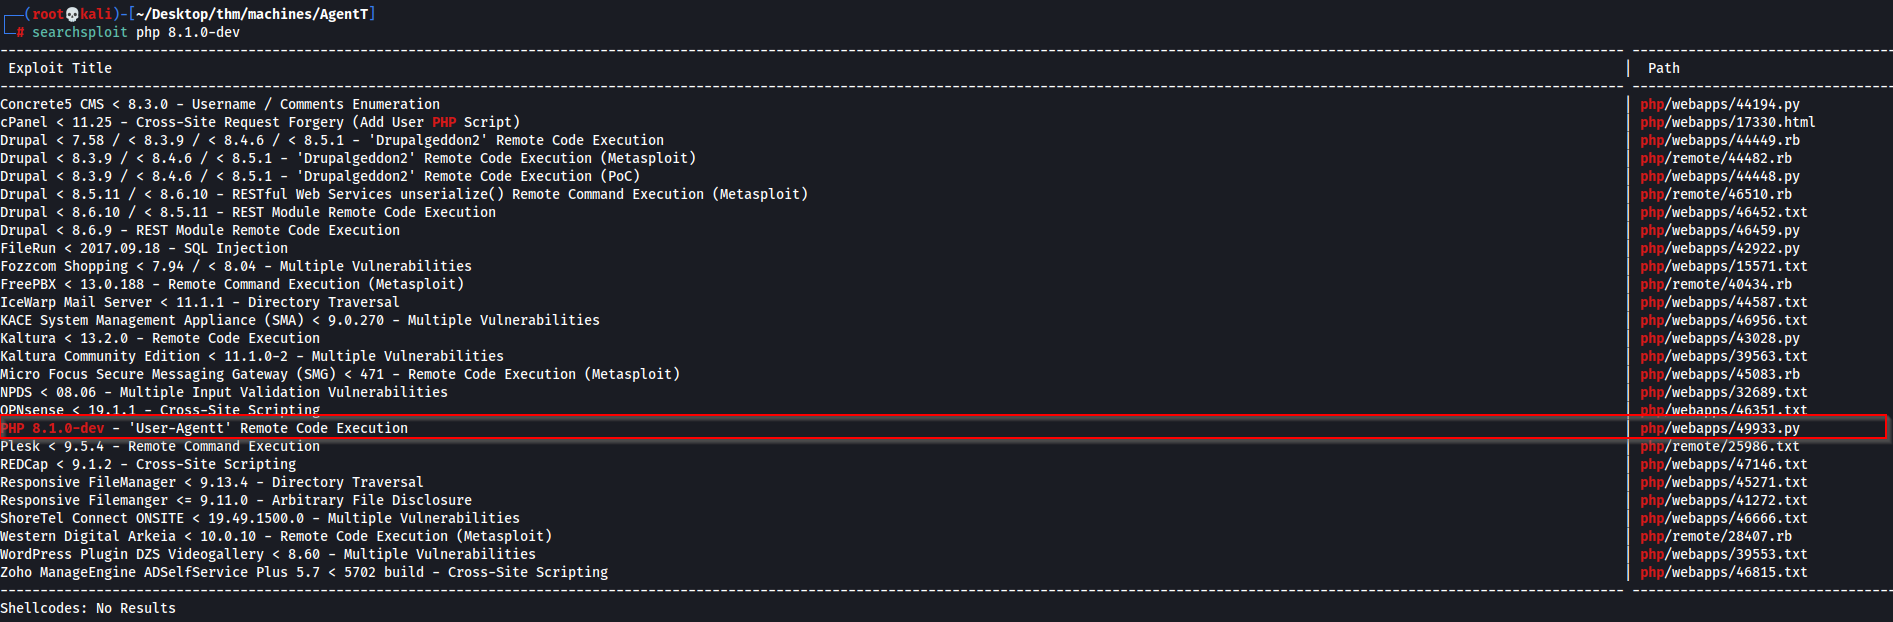 (root💀kali)-[~/Desktop/thm/machines/AgentT]
# searchsploit php 8.1.0-dev
Exploit Title | Path
Concrete5 CMS < 8.3.0 - Username / Comments Enumeration | php/webapps/44194.py
cPanel < 11.25 - Cross-Site Request Forgery (Add User PHP Script) | php/webapps/17330.html
Drupal < 7.58 / < 8.3.9 / < 8.4.6 / < 8.5.1 - 'Drupalgeddon2' Remote Code Execution | php/webapps/44449.rb
Drupal < 8.3.9 / < 8.4.6 / < 8.5.1 - 'Drupalgeddon2' Remote Code Execution (Metasploit) | php/remote/44482.rb
Drupal < 8.3.9 / < 8.4.6 / < 8.5.1 - 'Drupalgeddon2' Remote Code Execution (PoC) | php/webapps/44448.py
Drupal < 8.5.11 / < 8.6.10 - RESTful Web Services unserialize() Remote Command Execution (Metasploit) | php/remote/46510.rb
Drupal < 8.6.10 / < 8.5.11 - REST Module Remote Code Execution | php/webapps/46452.txt
Drupal < 8.6.9 - REST Module Remote Code Execution | php/webapps/46459.py
FileRun < 2017.09.18 - SQL Injection | php/webapps/42922.py
Fozzcom Shopping < 7.94 / < 8.04 - Multiple Vulnerabilities | php/webapps/15571.txt
FreePBX < 13.0.188 - Remote Command Execution (Metasploit) | php/remote/40434.rb
IceWarp Mail Server < 11.1.1 - Directory Traversal | php/webapps/44587.txt
KACE System Management Appliance (SMA) < 9.0.270 - Multiple Vulnerabilities | php/webapps/46956.txt
Kaltura < 13.2.0 - Remote Code Execution | php/webapps/43028.py
Kaltura Community Edition < 11.1.0-2 - Multiple Vulnerabilities | php/webapps/39563.txt
Micro Focus Secure Messaging Gateway (SMG) < 471 - Remote Code Execution (Metasploit) | php/webapps/45083.rb
NPDS < 08.06 - Multiple Input Validation Vulnerabilities | php/webapps/32689.txt
OPNsense < 19.1.1 - Cross-Site Scripting | php/webapps/46351.txt
PHP 8.1.0-dev - 'User-Agentt' Remote Code Execution | php/webapps/49933.py
Plesk < 9.5.4 - Remote Command Execution | php/remote/25986.txt
REDCap < 9.1.2 - Cross-Site Scripting | php/webapps/47146.txt
Responsive FileManager < 9.13.4 - Directory Traversal | php/webapps/45271.txt
Responsive Filemanger <= 9.11.0 - Arbitrary File Disclosure | php/webapps/41272.txt
ShoreTel Connect ONSITE < 19.49.1500.0 - Multiple Vulnerabilities | php/webapps/46666.txt
Western Digital Arkeia < 10.0.10 - Remote Code Execution (Metasploit) | php/remote/28407.rb
WordPress Plugin DZS Videogallery < 8.60 - Multiple Vulnerabilities | php/webapps/39553.txt
Zoho ManageEngine ADSelfService Plus 5.7 < 5702 build - Cross-Site Scripting | php/webapps/46815.txt
Shellcodes: No Results